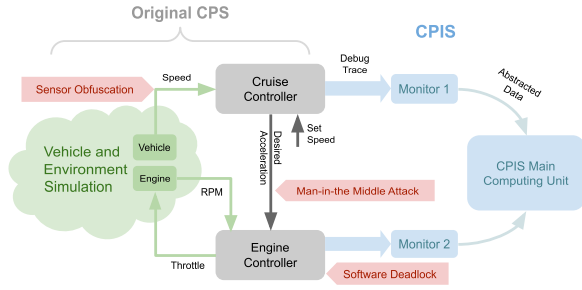 Original CPS
CPIS
Sensor Obfuscation
Speed
Cruise
Controller
Debug
Trace
Monitor 1
Abstracted
Data
Vehicle and
Environment
Simulation
Vehicle
Engine
RPM
Throttle
Desired
Acceleration
Set
Speed
Man-in-the Middle Attack
CPIS Main
Computing Unit
Engine
Controller
Monitor 2
Software Deadlock